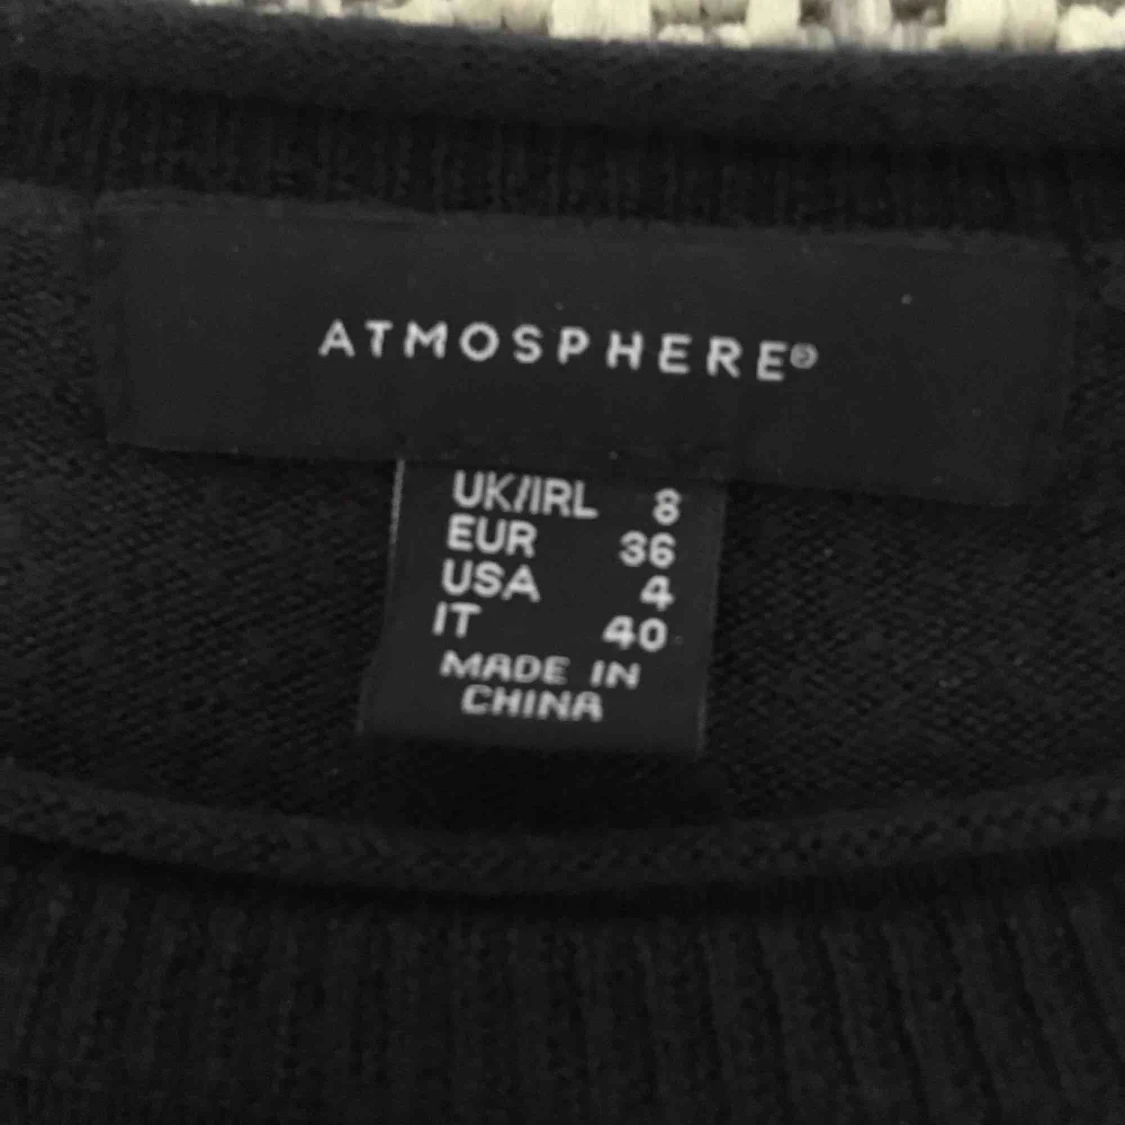 ATMOSPHERE®
UK/IRL 8
EUR 36
USA 4
IT 40
MADE IN
CHINA